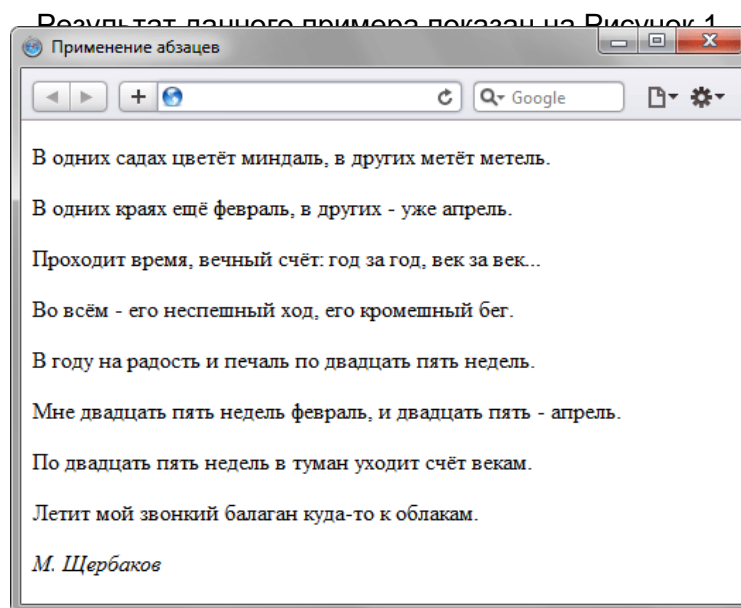 Результат данного примера показан на Рисунок 1
Применение абзацев
Google
В одних садах цветёт миндаль, в других метёт метель.
В одних краях ещё февраль, в других - уже апрель.
Проходит время, вечный счёт: год за год, век за век...
Во всём - его неспешный ход, его кромешный бег.
В году на радость и печаль по двадцать пять недель.
Мне двадцать пять недель февраль, и двадцать пять - апрель.
По двадцать пять недель в туман уходит счёт векам.
Летит мой звонкий балаган куда-то к облакам.
М. Щербаков